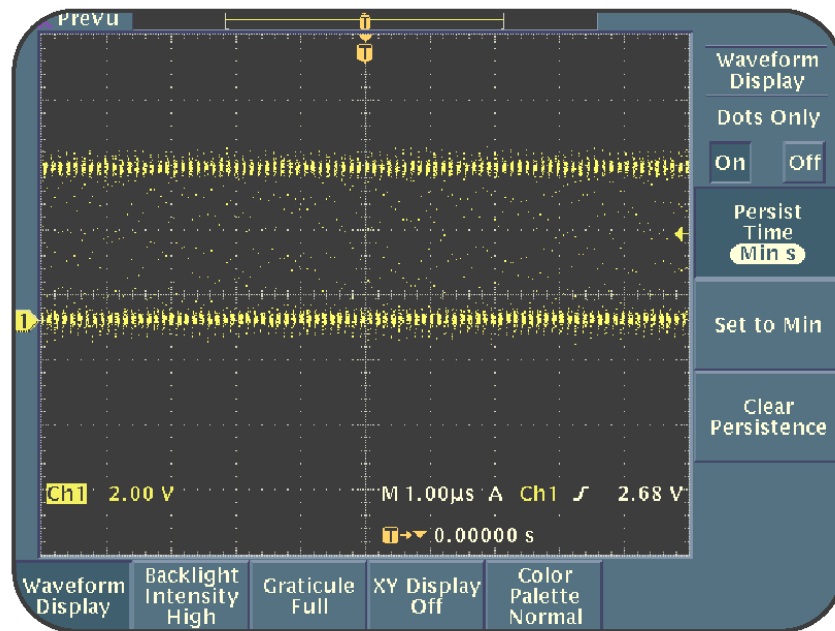 PreVu
T
T
Waveform
Display
Dots Only
On Off
Persist
Time
Min s
1
Set to Min
Clear
Persistence
Ch1 2.00 V M 1.00µs A Ch1 2.68 V
T 0.00000 s
Waveform
Display
Backlight
Intensity
High
Graticule
Full
XY Display
Off
Color
Palette
Normal